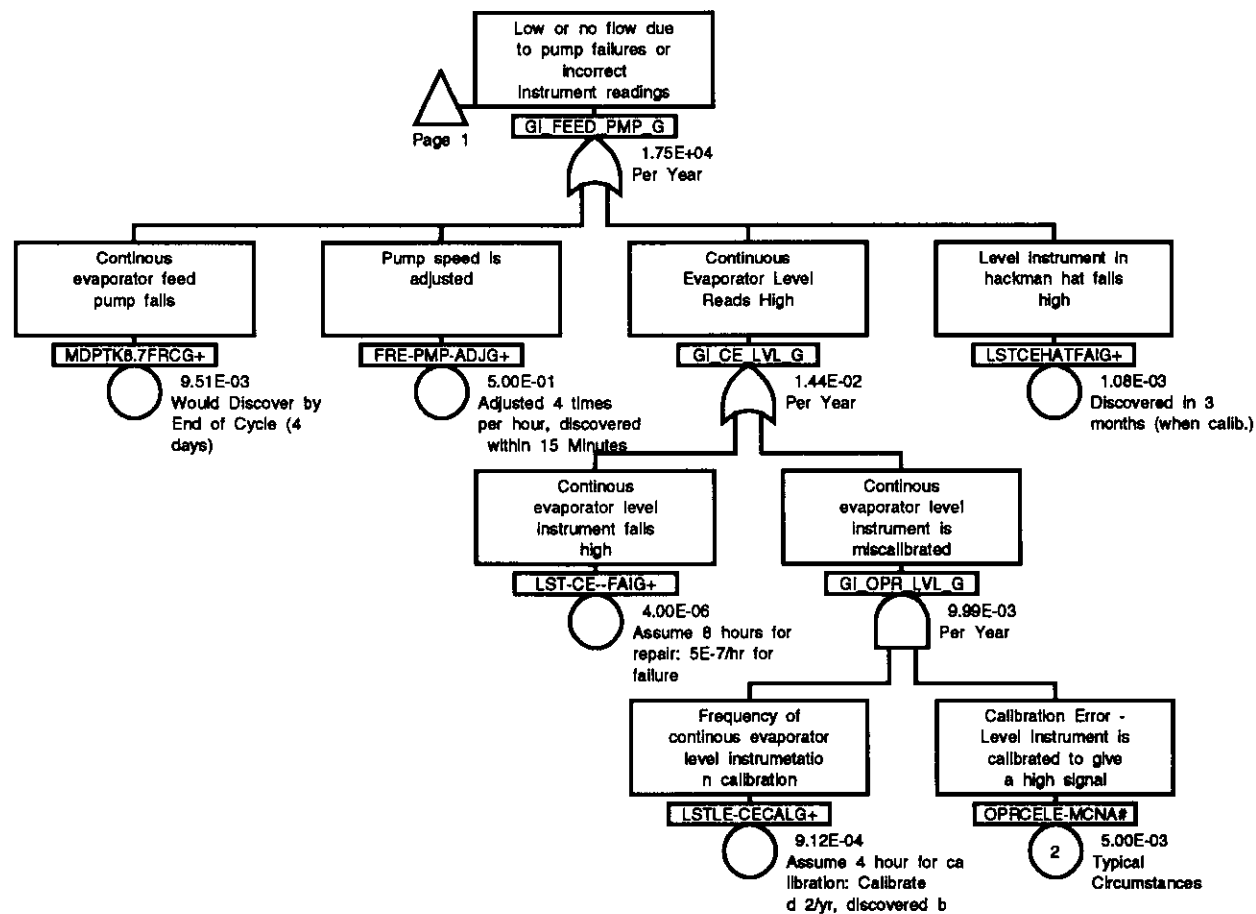 Low or no flow due
to pump failures or
incorrect
Instrument readings
Page 1
GI_FEED_PMP_G
1.75E+04
Per Year
Continous
evaporator feed
pump falls
MDPTK6.7FRCG+
9.51E-03
Would Discover by
End of Cycle (4
days)
Pump speed is
adjusted
FRE-PMP-ADJG+
5.00E-01
Adjusted 4 times
per hour, discovered
within 15 Minutes
Continuous
Evaporator Level
Reads High
GI_CE_LVL_G
1.44E-02
Per Year
Level Instrument in
hackman hat falls
high
LSTCEHATFAIG+
1.08E-03
Discovered in 3
months (when calib.)
Continous
evaporator level
instrument falls
high
LST-CE--FAIG+
4.00E-06
Assume 8 hours for
repair: 5E-7/hr for
failure
Continous
evaporator level
instrument is
miscalibrated
GI_OPR_LVL_G
9.99E-03
Per Year
Frequency of
continous evaporator
level instrumetatio
n calibration
LSTLE-CECALG+
9.12E-04
Assume 4 hour for ca
libration: Calibrate
d 2/yr, discovered b
Calibration Error -
Level Instrument is
calibrated to give
a high signal
OPRCELE-MCNA#
2
5.00E-03
Typical
Circumstances